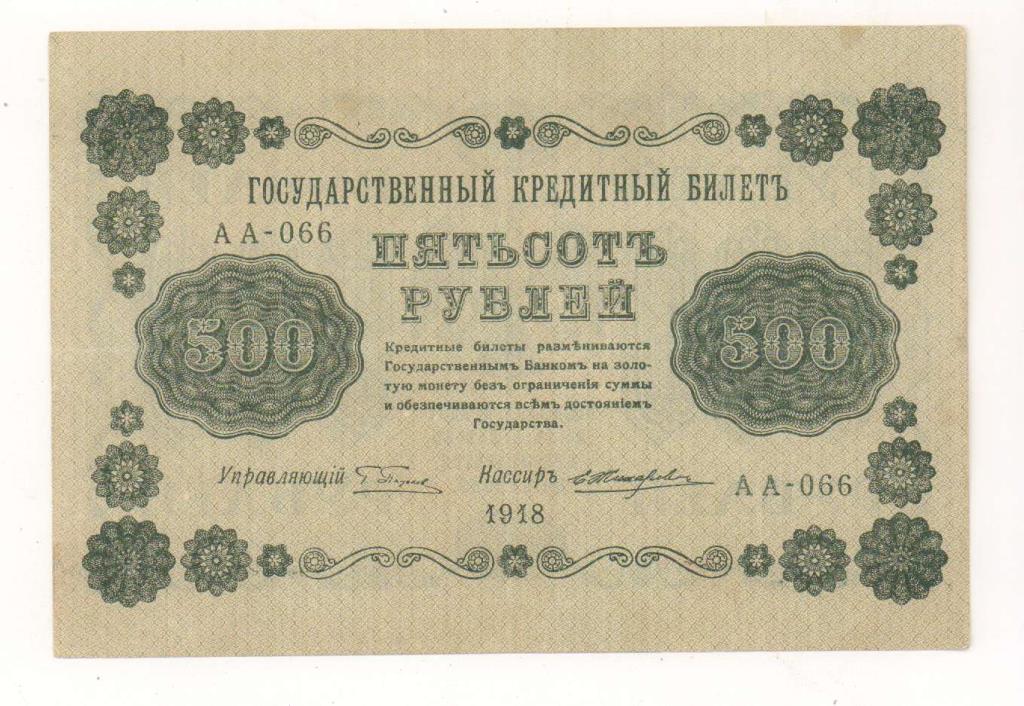 ГОСУДАРСТВЕННЫЙ КРЕДИТНЫЙ БИЛЕТЪ
АА-066
ПЯТЬСОТЪ
РУБЛЕЙ
500
500
Кредитные билеты размѣниваются
Государственнымъ Банкомъ на золо-
тую монету безъ ограниченія суммы
и обезпечиваются всѣмъ достояніемъ
Государства.
Управляющій
Кассиръ
АА-066
1918